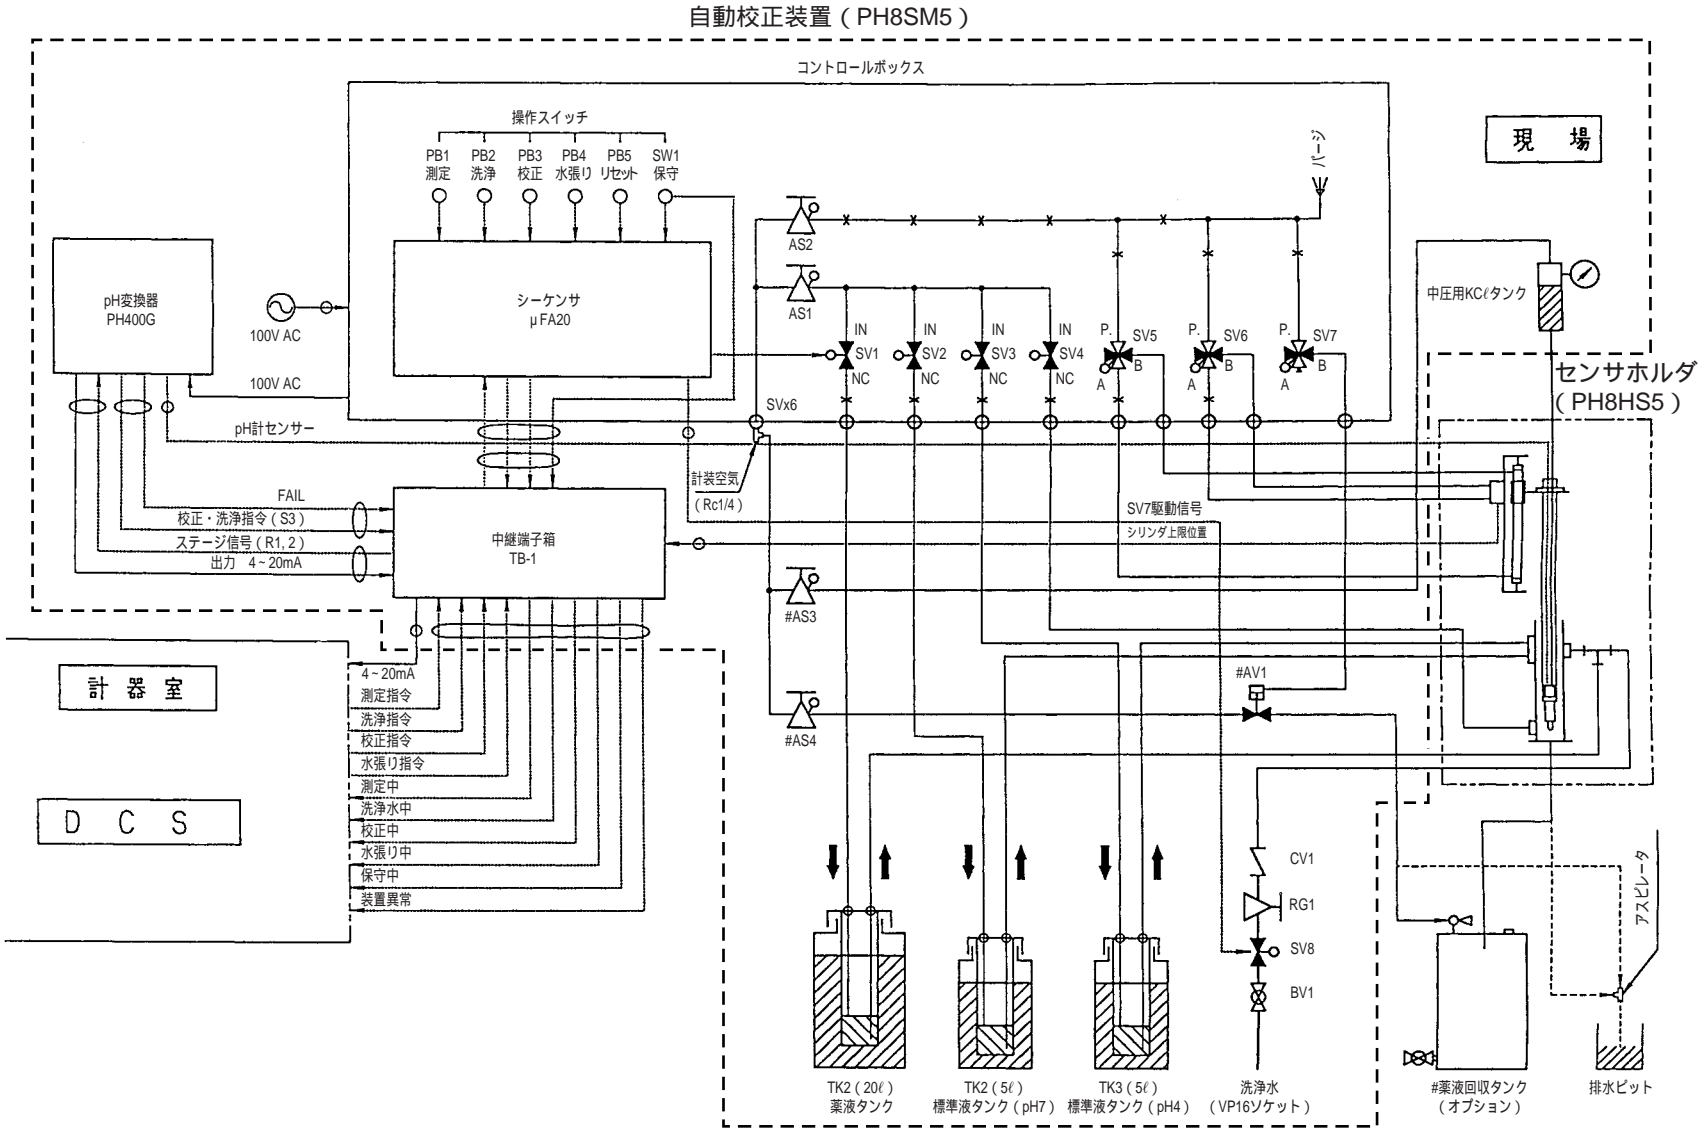 自動校正装置（PH8SM5）
コントロールボックス
現場
操作スイッチ
PB1
測定
PB2
洗浄
PB3
校正
PB4
水張り
PB5
リセット
SW1
保守
パージ
AS2
AS1
pH変換器
PH400G
シーケンサ
μFA20
100V AC
100V AC
中圧用KCℓタンク
IN
SV1
NC
IN
SV2
NC
IN
SV3
NC
IN
SV4
NC
P.
SV5
A
B
P.
SV6
A
B
P.
SV7
A
B
センサホルダ
（PH8HS5）
SVx6
pH計センサー
計装空気
（Rc1/4）
FAIL
校正・洗浄指令（S3）
ステージ信号（R1, 2）
出力 4~20mA
中継端子箱
TB-1
SV7駆動信号
シリンダ上限位置
#AS3
#AV1
#AS4
計器室
DCS
4~20mA
測定指令
洗浄指令
校正指令
水張り指令
測定中
洗浄水中
校正中
水張り中
保守中
装置異常
CV1
RG1
SV8
BV1
アスピレータ
TK2（20ℓ）
薬液タンク
TK2（5ℓ）
標準液タンク（pH7）
TK3（5ℓ）
標準液タンク（pH4）
洗浄水
（VP16ソケット）
#薬液回収タンク
（オプション）
排水ピット